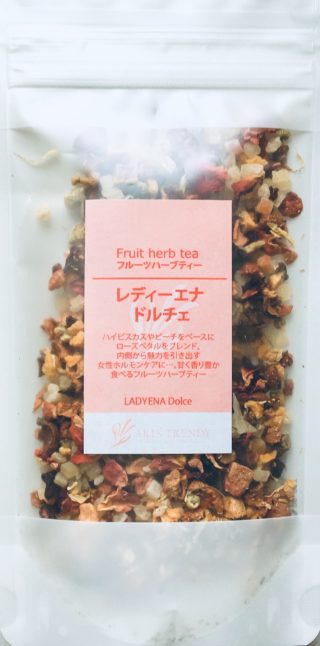 Fruit herb tea
フルーツハーブティー
レディーエナ
ドルチェ
ハイビスカスやピーチをベースに
ローズペタルをブレンド。
内側から魅力を引き出す
女性ホルモンケアに…。甘く香り豊か
食べるフルーツハーブティー
LADYENA Dolce
ARTS TRENDY